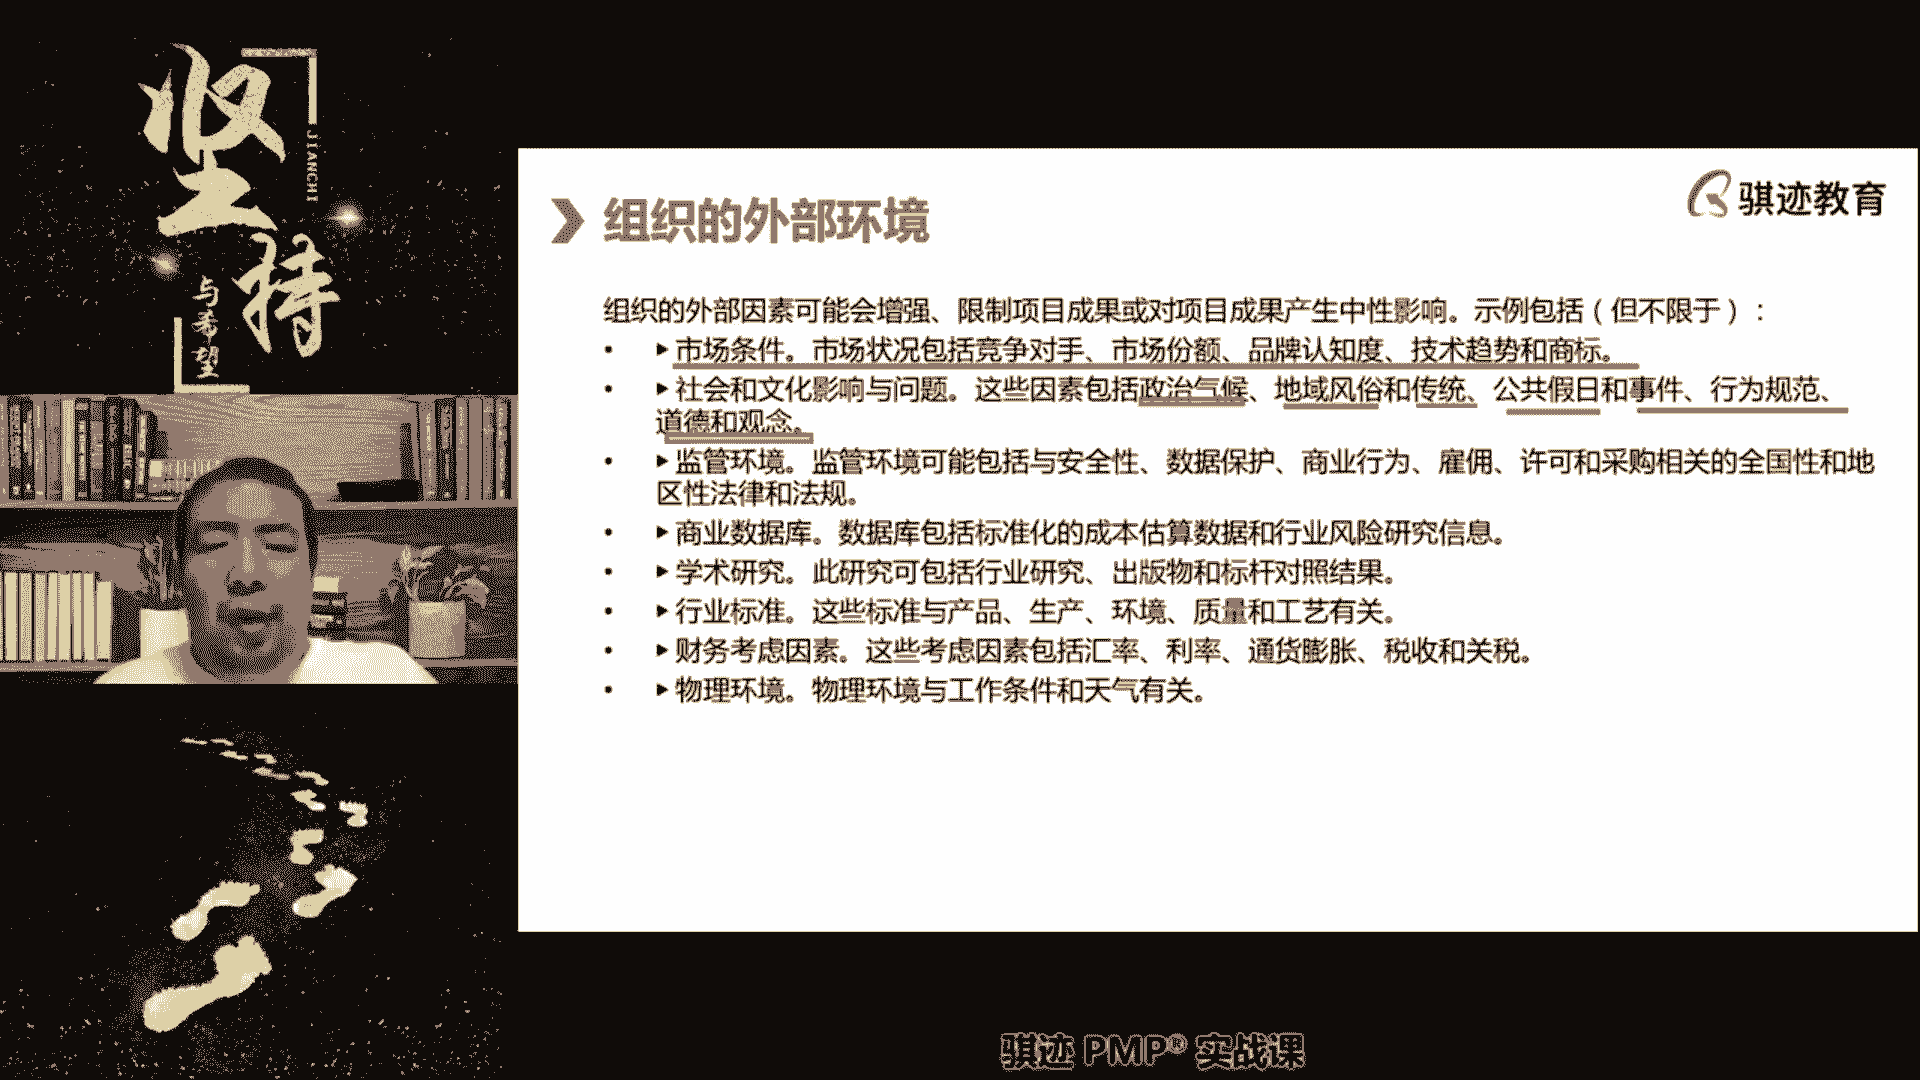 坚持
JIANCHI
与希望
骐迹教育
组织的外部环境
组织的外部因素可能会增强、限制项目成果或对项目成果产生中性影响。示例包括（但不限于）：
• ▶市场条件。市场状况包括竞争对手、市场份额、品牌认知度、技术趋势和商标。
• ▶社会和文化影响与问题。这些因素包括政治气候、地域风俗和传统、公共假日和事件、行为规范、
道德和观念。
• ▶监管环境。监管环境可能包括与安全性、数据保护、商业行为、雇佣、许可和采购相关的全国性和地
区性法律和法规。
• ▶商业数据库。数据库包括标准化的成本估算数据和行业风险研究信息。
• ▶学术研究。此研究可包括行业研究、出版物和标杆对照结果。
• ▶行业标准。这些标准与产品、生产、环境、质量和工艺有关。
• ▶财务考虑因素。这些考虑因素包括汇率、利率、通货膨胀、税收和关税。
• ▶物理环境。物理环境与工作条件和天气有关。
骐迹 PMP® 实战课